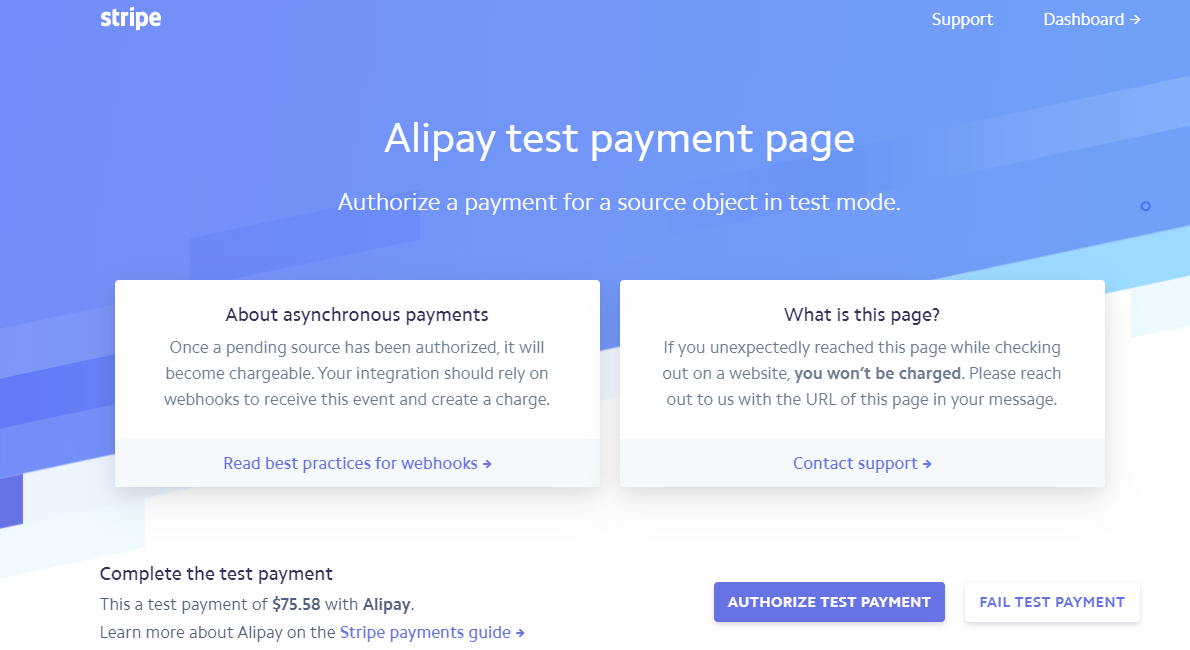 stripe
Support
Dashboard →
Alipay test payment page
Authorize a payment for a source object in test mode.
About asynchronous payments
Once a pending source has been authorized, it will
become chargeable. Your integration should rely on
webhooks to receive this event and create a charge.
Read best practices for webhooks →
What is this page?
If you unexpectedly reached this page while checking
out on a website, you won’t be charged. Please reach
out to us with the URL of this page in your message.
Contact support →
Complete the test payment
This a test payment of $75.58 with Alipay.
Learn more about Alipay on the Stripe payments guide →
AUTHORIZE TEST PAYMENT
FAIL TEST PAYMENT